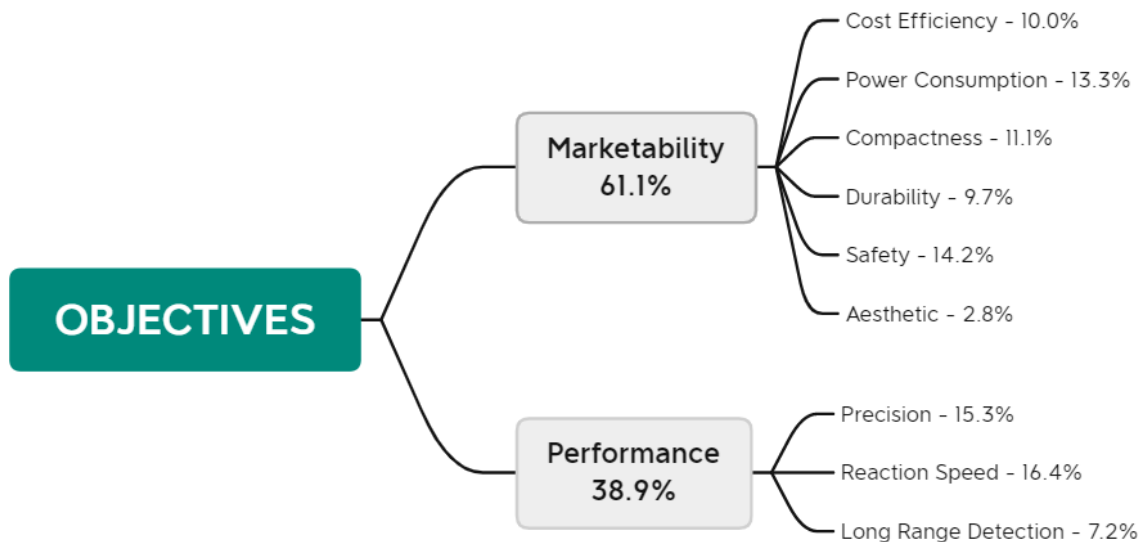 OBJECTIVES
Marketability
61.1%
Cost Efficiency - 10.0%
Power Consumption - 13.3%
Compactness - 11.1%
Durability - 9.7%
Safety - 14.2%
Aesthetic - 2.8%
Performance
38.9%
Precision - 15.3%
Reaction Speed - 16.4%
Long Range Detection - 7.2%